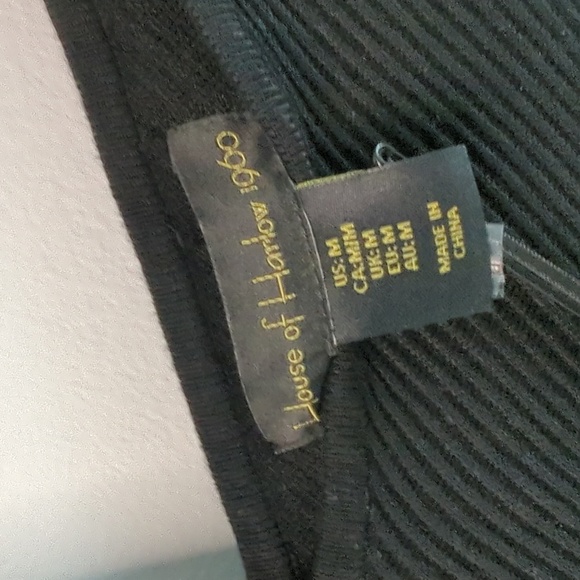 House of Harlow 1960
US:M
CA:M/M
UK:M
EU:M
AU:M
MADE IN
CHINA